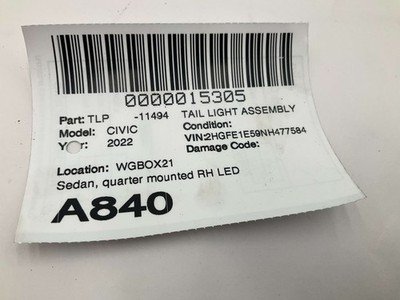 0000015305
Part: TLP -11494 TAIL LIGHT ASSEMBLY
Model: CIVIC Condition:
Year: 2022 VIN:2HGFE1E59NH477584
Damage Code:
Location: WGBOX21
Sedan, quarter mounted RH LED
A840